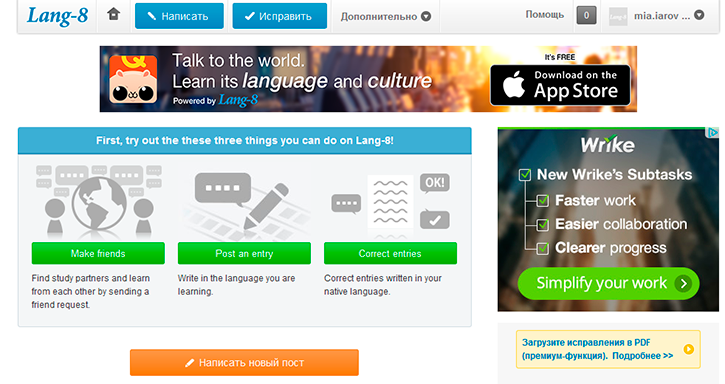 Lang-8
Написать
Исправить
Дополнительно
Помощь
0
Lang-8
mia.iarov ...
Talk to the world.
Learn its language and culture
Powered by Lang-8
It's FREE
Download on the
App Store
First, try out the these three things you can do on Lang-8!
OK!
Make friends
Post an entry
Correct entries
Find study partners and learn
from each other by sending a
friend request.
Write in the language you are
learning.
Correct entries written in your
native language.
Написать новый пост
Wrike
New Wrike's Subtasks
Faster work
Easier collaboration
Clearer progress
Simplify your work
Загрузите исправления в PDF
(премиум-функция). Подробнее >>